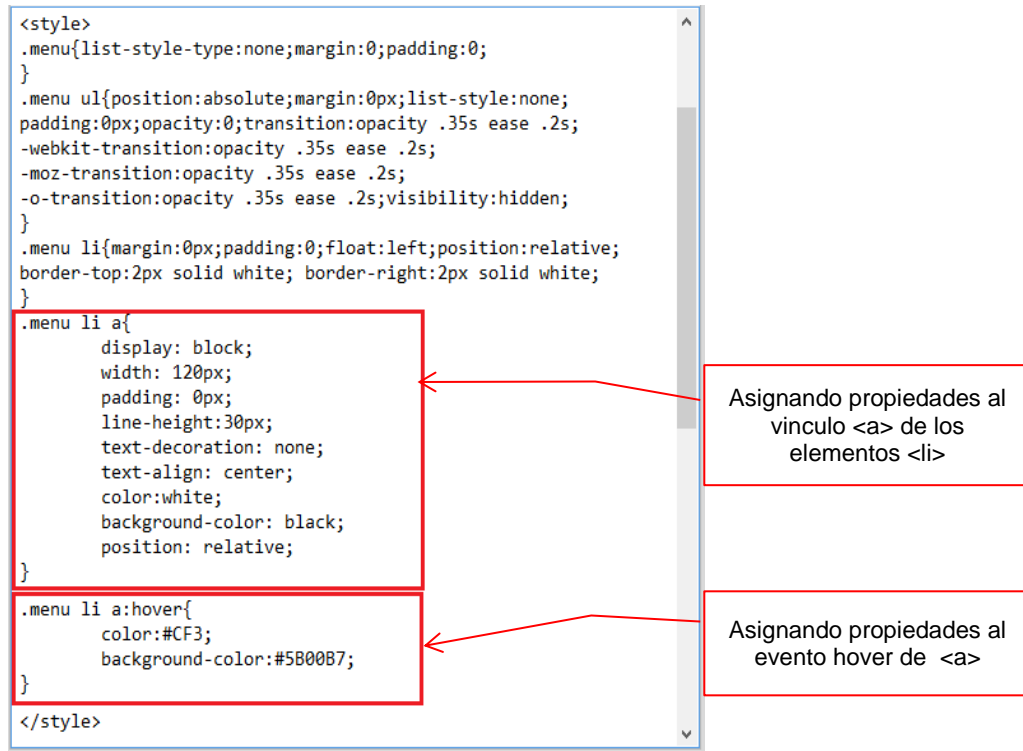 <style>
.menu{list-style-type:none;margin:0;padding:0;
}
.menu ul{position:absolute;margin:0px;list-style:none;
padding:0px;opacity:0;transition:opacity .35s ease .2s;
-webkit-transition:opacity .35s ease .2s;
-moz-transition:opacity .35s ease .2s;
-o-transition:opacity .35s ease .2s;visibility:hidden;
}
.menu li{margin:0px;padding:0;float:left;position:relative;
border-top:2px solid white; border-right:2px solid white;
}
.menu li a{
display: block;
width: 120px;
padding: 0px;
line-height:30px;
text-decoration: none;
text-align: center;
color:white;
background-color: black;
position: relative;
}
.menu li a:hover{
color:#CF3;
background-color:#5B00B7;
}
</style>
Asignando propiedades al
vinculo <a> de los
elementos <li>
Asignando propiedades al
evento hover de <a>